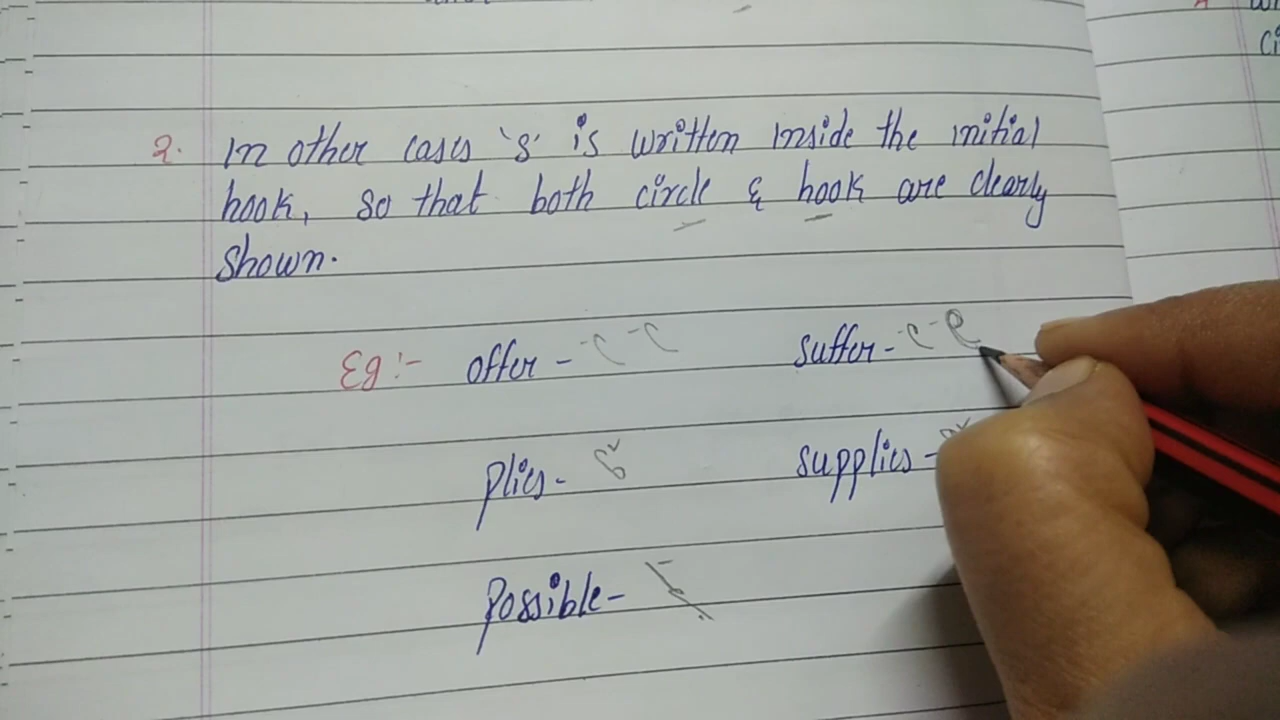 2. In other cases 's' is written inside the initial
hook, so that both circle & hook are clearly
shown.
Eg :- offer - suffer -
plies - supplies -
possible -